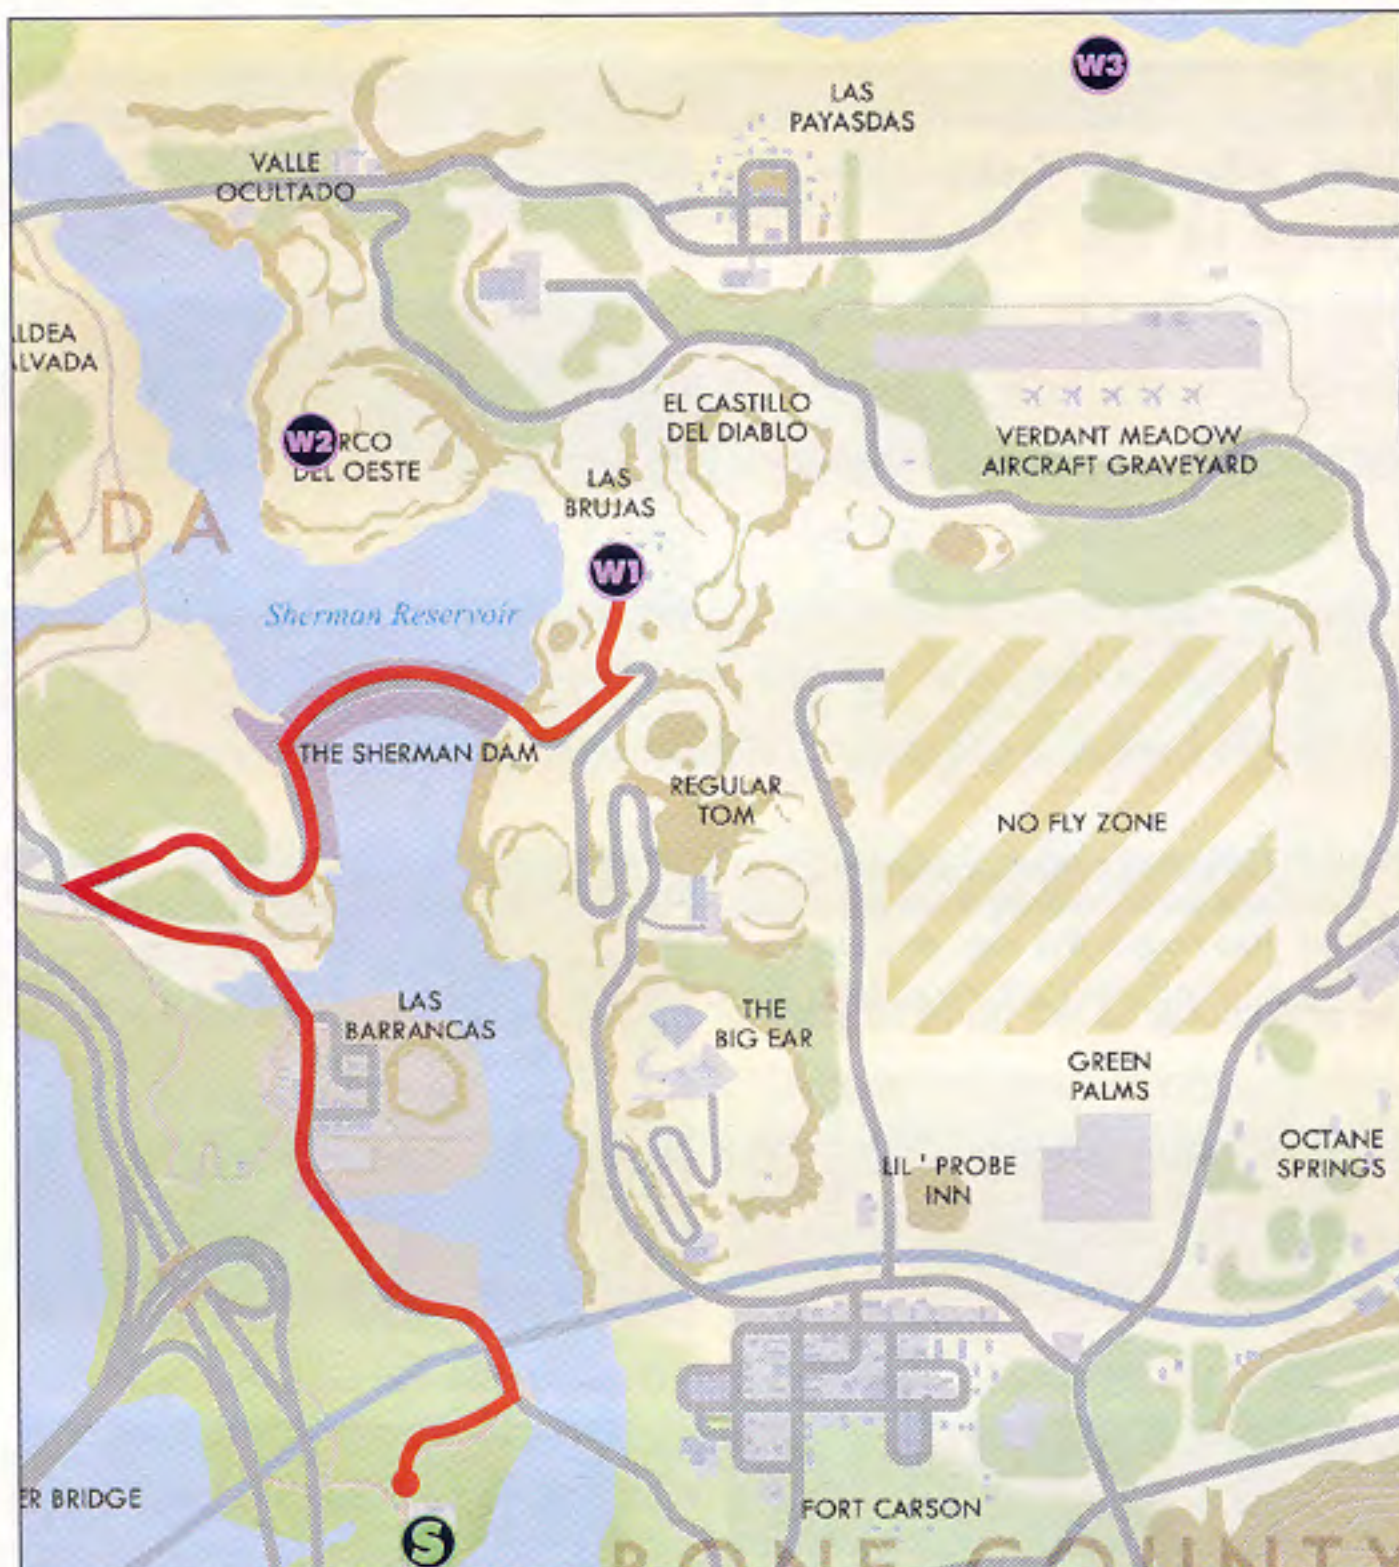 W3
LAS
PAYASDAS
VALLE
OCULTADO
LDEA
LVADA
EL CASTILLO
DEL DIABLO
VERDANT MEADOW
AIRCRAFT GRAVEYARD
W2
RCO
DEL OESTE
LAS
BRUJAS
ADA
W1
Sherman Reservoir
THE SHERMAN DAM
REGULAR
TOM
NO FLY ZONE
LAS
BARRANCAS
THE
BIG EAR
GREEN
PALMS
OCTANE
SPRINGS
LIL' PROBE
INN
ER BRIDGE
FORT CARSON
S
BONE COUNTY